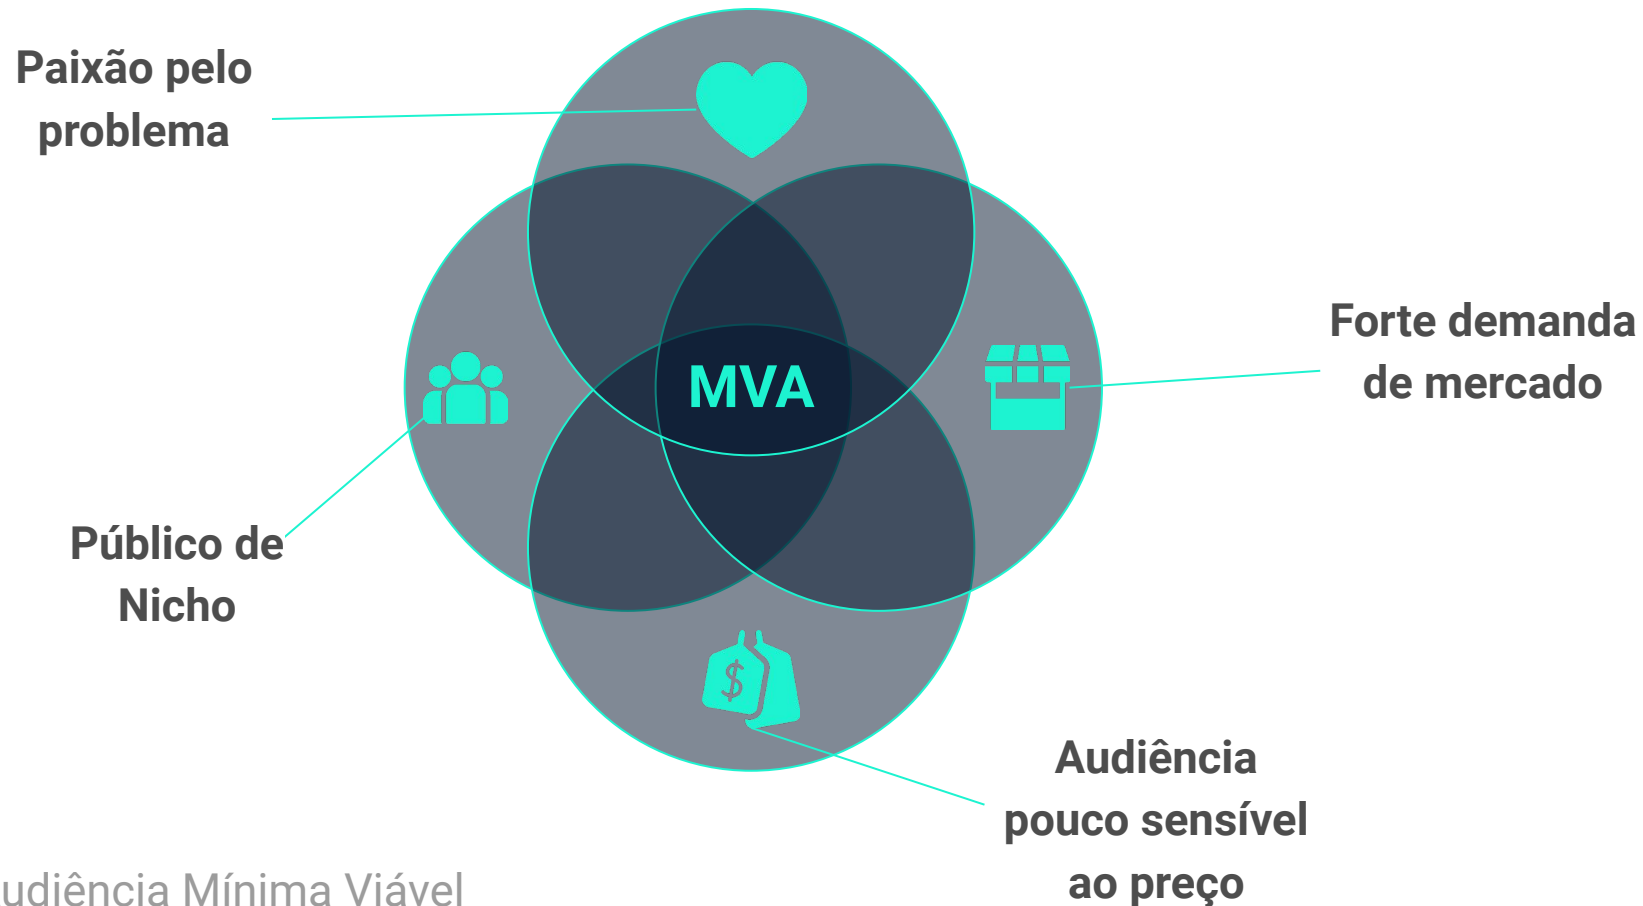 Paixão pelo
problema
Forte demanda
de mercado
MVA
Público de
Nicho
$
Audiência
pouco sensível
ao preço
udiência Mínima Viável